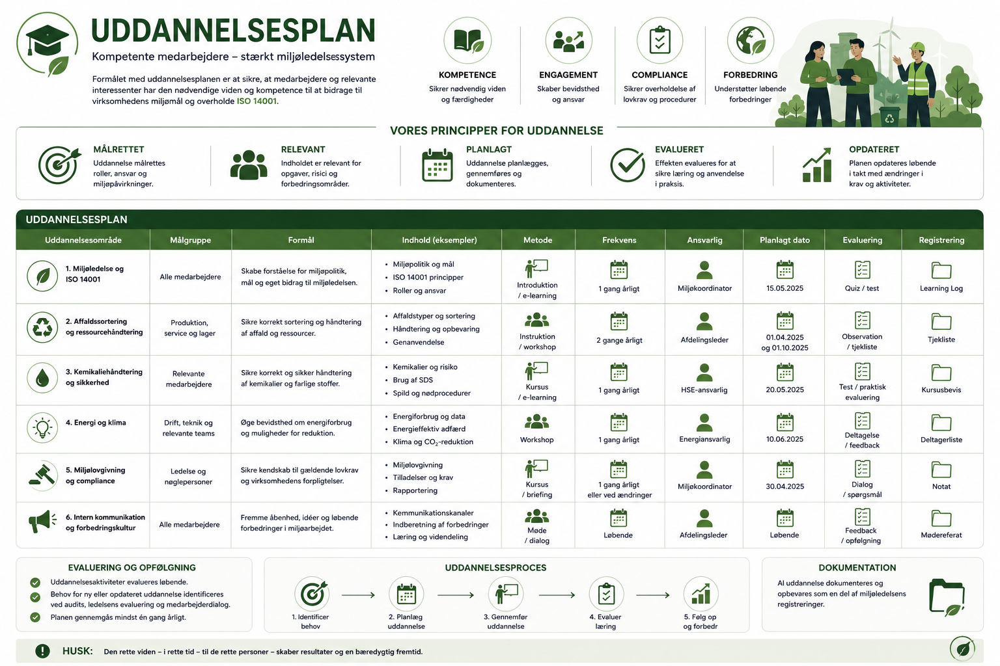 UDDANNELSESPLAN
Kompetente medarbejdere – stærkt miljøledelsessystem
Formålet med uddannelsesplanen er at sikre, at medarbejdere og relevante
interessenter har den nødvendige viden og kompetence til at bidrage til
virksomhedens miljømål og overholde ISO 14001.
KOMPETENCE
Sikrer nødvendig viden
og færdigheder
ENGAGEMENT
Skaber bevidsthed
og ansvar
COMPLIANCE
Sikrer overholdelse af
lovkrav og procedurer
FORBEDRING
Understøtter løbende
forbedringer
VORES PRINCIPPER FOR UDDANNELSE
MÅLRETTET
Uddannelse målrettes
roller, ansvar og
miljøpåvirkninger.
RELEVANT
Indholdet er relevant for
opgaver, risici og
forbedringsområder.
PLANLAGT
Uddannelse planlægges,
gennemføres og
dokumenteres.
EVALUERET
Effekten evalueres for at
sikre læring og anvendelse
i praksis.
OPDATERET
Planen opdateres løbende
i takt med ændringer i
krav og aktiviteter.
UDDANNELSESPLAN
Uddannelsesområde
Målgruppe
Formål
Indhold (eksempler)
Metode
Frekvens
Ansvarlig
Planlagt dato
Evaluering
Registrering
1. Miljøledelse og
ISO 14001
Alle medarbejdere
Skabe forståelse for miljøpolitik,
mål og eget bidrag til miljøledelsen.
• Miljøpolitik og mål
• ISO 14001 principper
• Roller og ansvar
Introduktion
/ e-learning
1 gang årligt
Miljøkoordinator
15.05.2025
Quiz / test
Learning Log
2. Affaldssortering
og ressourcehåndtering
Produktion,
service og lager
Sikre korrekt sortering og håndtering
af affald og ressourcer.
• Affaldstyper og sortering
• Håndtering og opbevaring
• Genanvendelse
Instruktion
/ workshop
2 gange årligt
Afdelingsleder
01.04.2025
og 01.10.2025
Observation
/ tjekliste
Tjekliste
3. Kemikaliehåndtering
og sikkerhed
Relevante
medarbejdere
Sikre korrekt og sikker håndtering
af kemikalier og farlige stoffer.
• Kemikalier og risiko
• Brug af SDS
• Spild og nødprocedurer
Kursus
/ e-learning
1 gang årligt
HSE-ansvarlig
20.05.2025
Test / praktisk
evaluering
Kursusbevis
4. Energi og klima
Drift, teknik og
relevante teams
Øge bevidsthed om energiforbrug
og muligheder for reduktion.
• Energiforbrug og data
• Energieffektiv adfærd
• Klima og CO₂-reduktion
Workshop
1 gang årligt
Energiansvarlig
10.06.2025
Deltagelse
/ feedback
Deltagerliste
5. Miljølovgivning
og compliance
Ledelse og
nøglepersoner
Sikre kendskab til gældende lovkrav
og virksomhedens forpligtelser.
• Miljølovgivning
• Tilladelser og krav
• Rapportering
Kursus
/ briefing
1 gang årligt
eller ved ændringer
Miljøkoordinator
30.04.2025
Dialog
/ spørgsmål
Notat
6. Intern kommunikation
og forbedringskultur
Alle medarbejdere
Fremme åbenhed, idéer og løbende
forbedringer i miljøarbejdet.
• Kemmunikationskanaler
• Indberetning af forbedringer
• Læring og videndeling
Møde
/ dialog
Løbende
Afdelingsleder
Løbende
Feedback
/ opfølgning
Mødereferat
EVALUERING OG OPFØLGNING
Uddannelsesaktiviteter evalueres løbende.
Behov for ny eller opdateret uddannelse identificeres
ved audits, ledelsens evaluering og medarbejderdialog.
Planen gennemgås mindst én gang årligt.
UDDANNELSESPROCES
1. Identificer
behov
2. Planlæg
uddannelse
3. Gennemfør
uddannelse
4. Evaluer
læring
5. Følg op
og forbedr
DOKUMENTATION
Al uddannelse dokumenteres og
opbevares som en del af miljøledelsens
registreringer.
HUSK: Den rette viden – i rette tid – til de rette personer – skaber resultater og en bæredygtig fremtid.